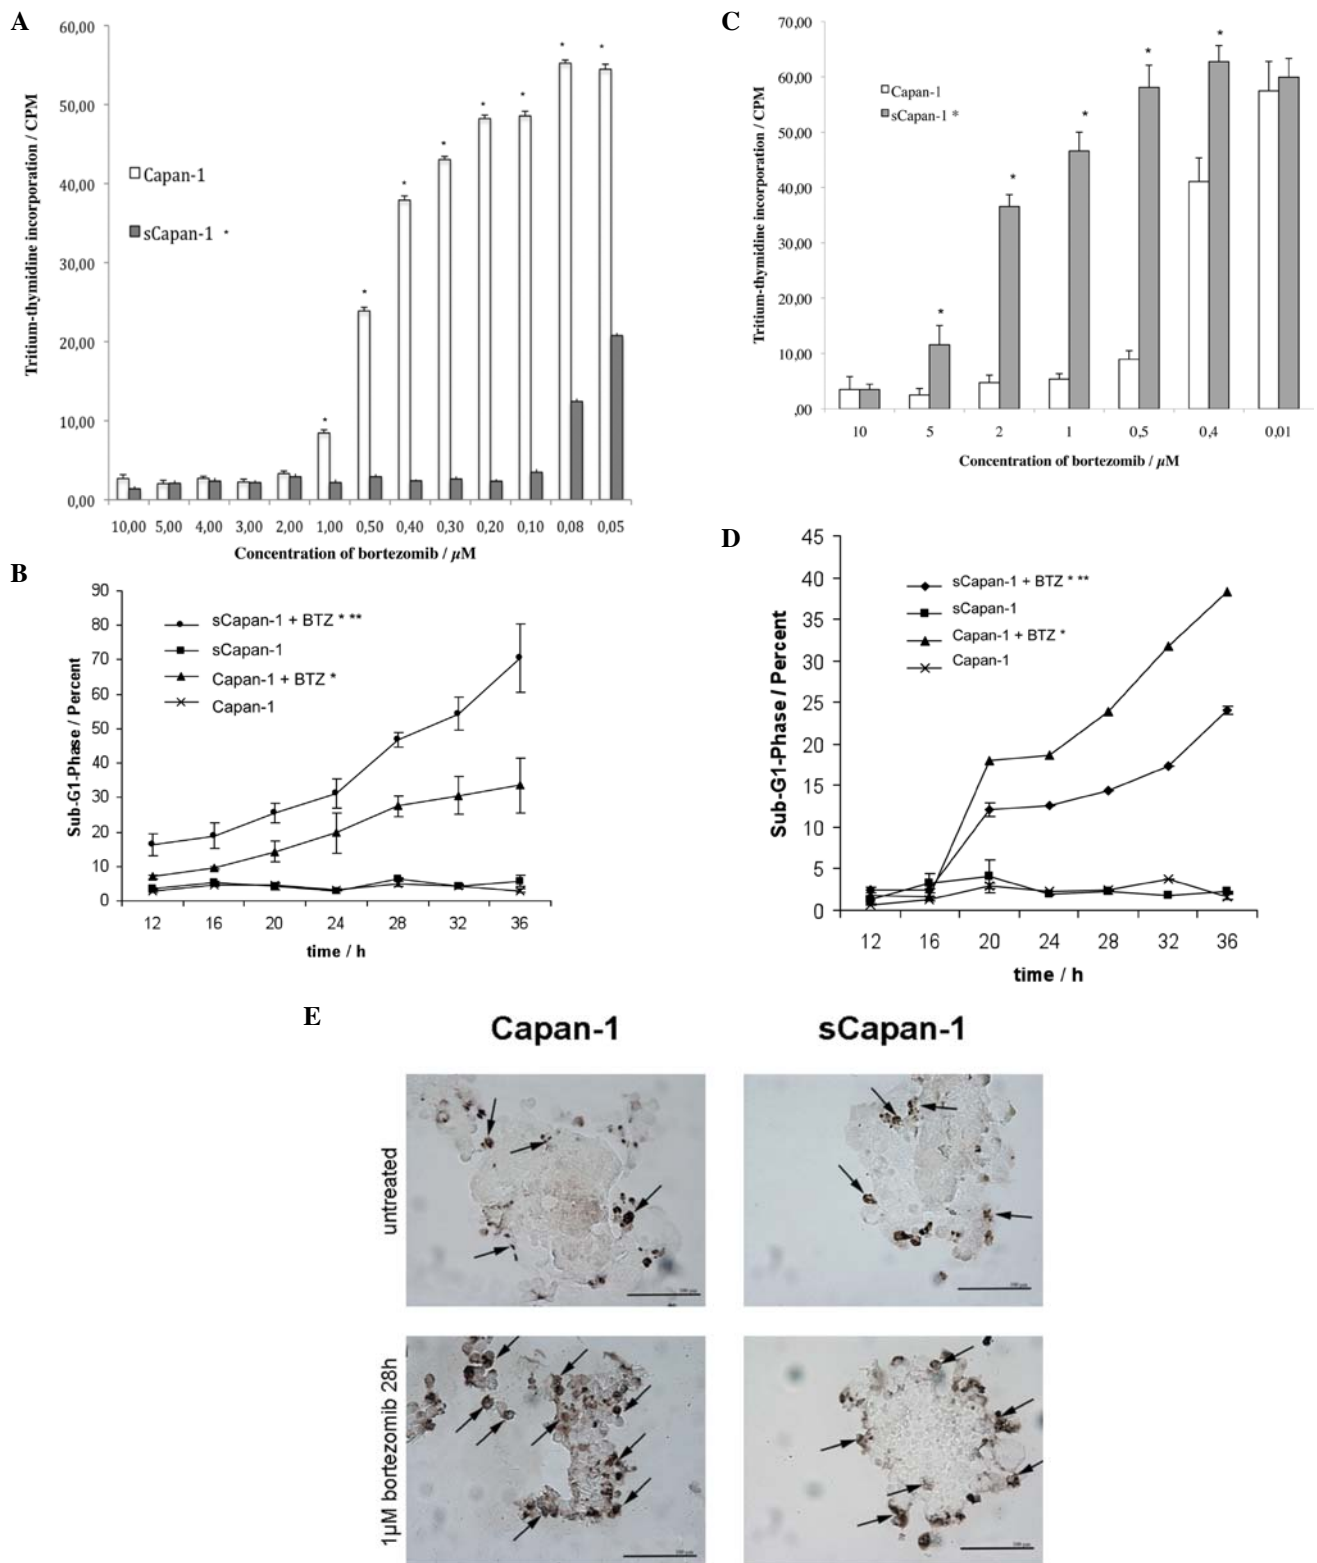 A
Tritium-thymidine incorporation / CPM
60,00
50,00
40,00
30,00
20,00
10,00
0,00
Capan-1
sCapan-1 *
* * * * * * * *
10,00 5,00 4,00 3,00 2,00 1,00 0,50 0,40 0,30 0,20 0,10 0,08 0,05
Concentration of bortezomib / µM
B
Sub-G1-Phase / Percent
90
80
70
60
50
40
30
20
10
0
sCapan-1 + BTZ * **
sCapan-1
Capan-1 + BTZ *
Capan-1
12 16 20 24 28 32 36
time / h
C
Tritium-thymidine incorporation / CPM
70,00
60,00
50,00
40,00
30,00
20,00
10,00
,00
Capan-1
sCapan-1 *
* * * * *
10 5 2 1 0,5 0,4 0,01
Concentration of bortezomib / µM
D
Sub-G1-Phase / Percent
45
40
35
30
25
20
15
10
5
0
sCapan-1 + BTZ * **
sCapan-1
Capan-1 + BTZ *
Capan-1
12 16 20 24 28 32 36
time / h
E
Capan-1 sCapan-1
untreated
1µM bortezomib 28h